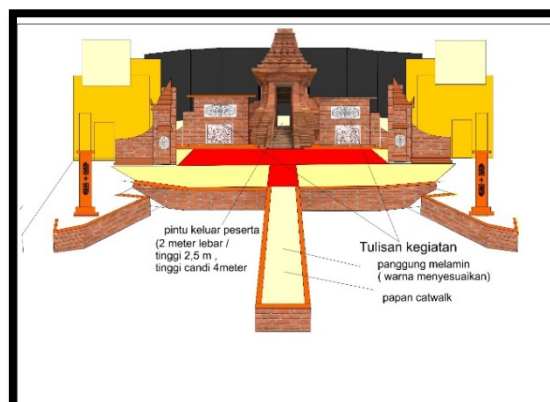 pintu keluar peserta
(2 meter lebar /
tinggi 2,5 m ,
tinggi candi 4meter
Tulisan kegiatan
panggung melamin
( warna menyesuaikan)
papan catwalk